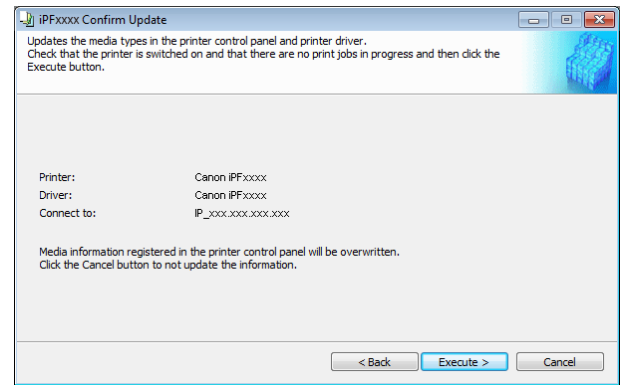 iPFxxxx Confirm Update
Updates the media types in the printer control panel and printer driver.
Check that the printer is switched on and that there are no print jobs in progress and then click the
Execute button.
Printer: Canon iPFxxxx
Driver: Canon iPFxxxx
Connect to: IP_xxx.xxx.xxx.xxx
Media information registered in the printer control panel will be overwritten.
Click the Cancel button to not update the information.
< Back Execute > Cancel